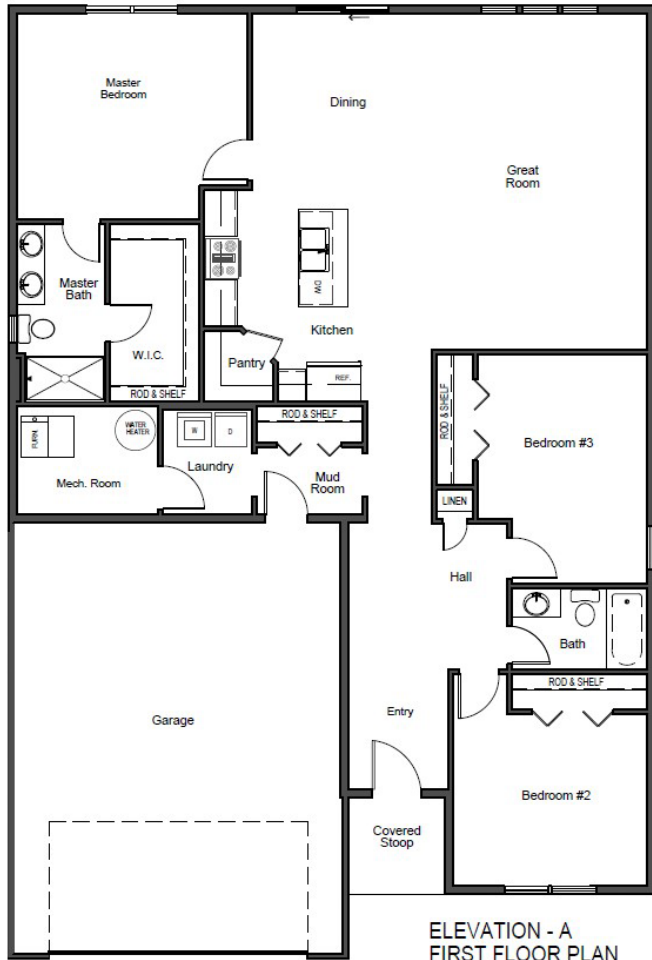 Master
Bedroom
Dining
Great
Room
Master
Bath
W.I.C.
ROD & SHELF
DW
Kitchen
Pantry
REF.
ROD & SHELF
ROD & SHELF
Bedroom #3
FURN.
WATER
HEATER
Mech. Room
W
D
Laundry
Mud
Room
LINEN
Hall
Bath
ROD & SHELF
Garage
Entry
Bedroom #2
Covered
Stoop
ELEVATION - A
FIRST FLOOR PLAN